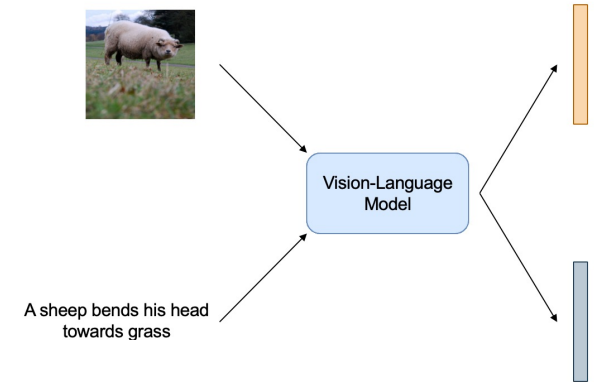 Vision-Language
Model
A sheep bends his head
towards grass